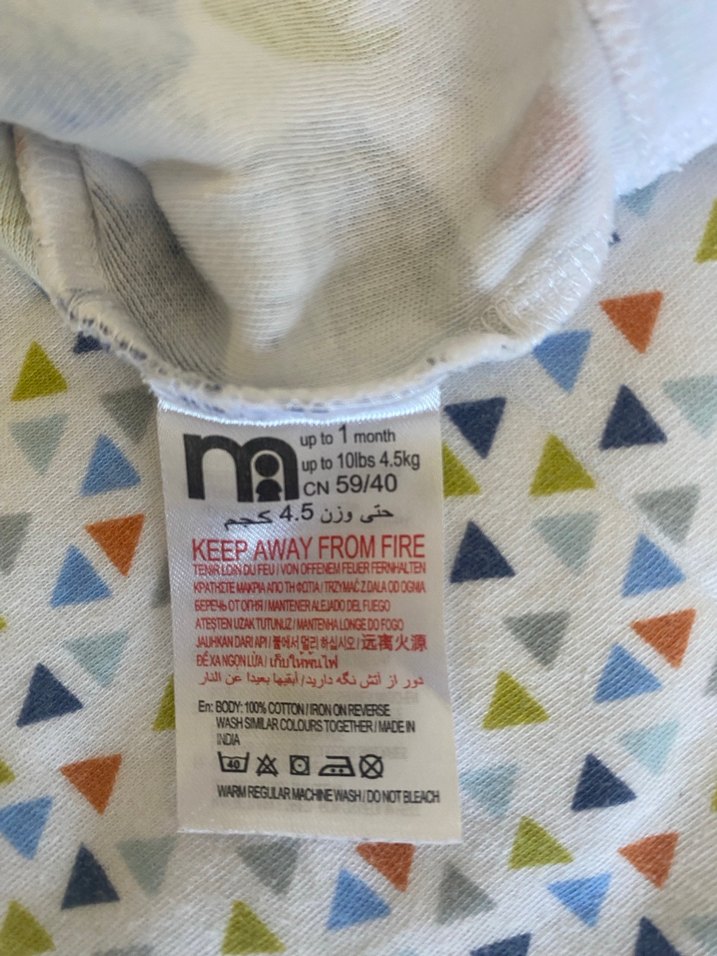 m
up to 1 month
up to 10lbs 4.5kg
CN 59/40
حتى وزن 4.5 كجم
KEEP AWAY FROM FIRE
TENIR LOIN DU FEU / VON OFFENEM FEUER FERNHALTEN
ΚΡΑΤΗΣΤΕ ΜΑΚΡΙΑ ΑΠΟ ΤΗ ΦΩΤΙΑ / TRZYMAĆ Z DALA OD OGNIA
БЕРЕЧЬ ОТ ОГНЯ / MANTENER ALEJADO DEL FUEGO
ATEŞTEN UZAK TUTUNUZ / MANTENHA LONGE DO FOGO
JAUHKAN DARI API / 불에서 멀리 하십시오 / 远离火源
ĐỂ XA NGỌN LỬA / เก็บให้พ้นไฟ
دور از آتش نگه دارید / أبقيها بعيدا عن النار
En: BODY: 100% COTTON / IRON ON REVERSE
WASH SIMILAR COLOURS TOGETHER / MADE IN
INDIA
40
WARM REGULAR MACHINE WASH / DO NOT BLEACH